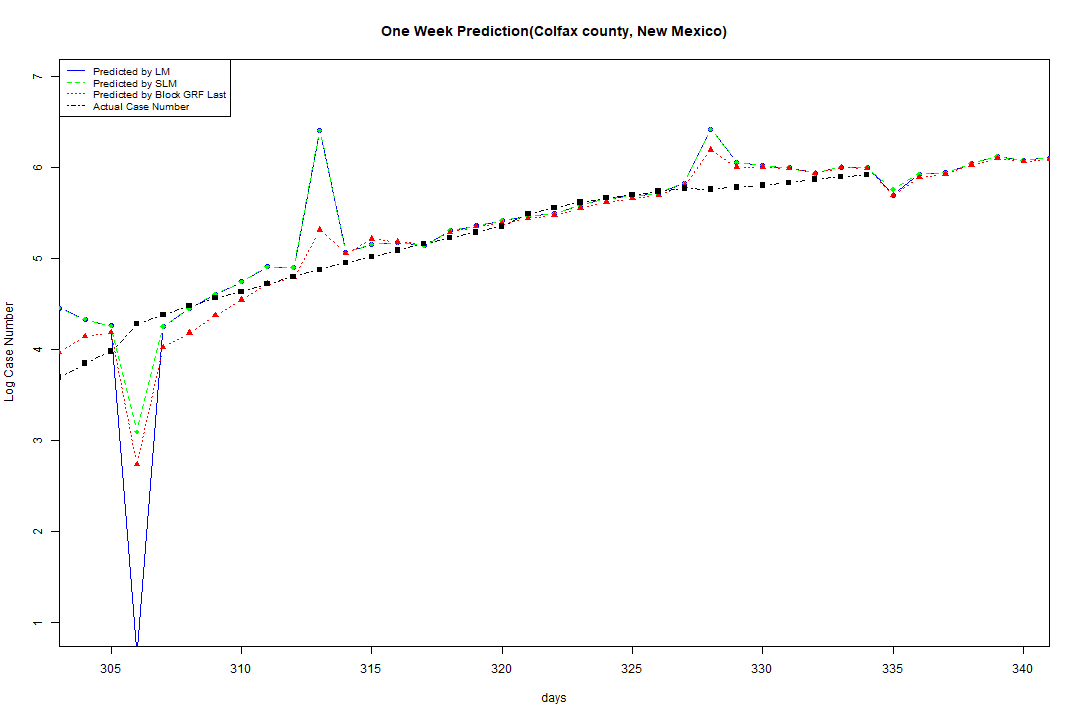 One Week Prediction(Colfax county, New Mexico)
Predicted by LM
Predicted by SLM
Predicted by Block GRF Last
Actual Case Number
7
6
5
4
3
2
1
Log Case Number
305 310 315 320 325 330 335 340
days